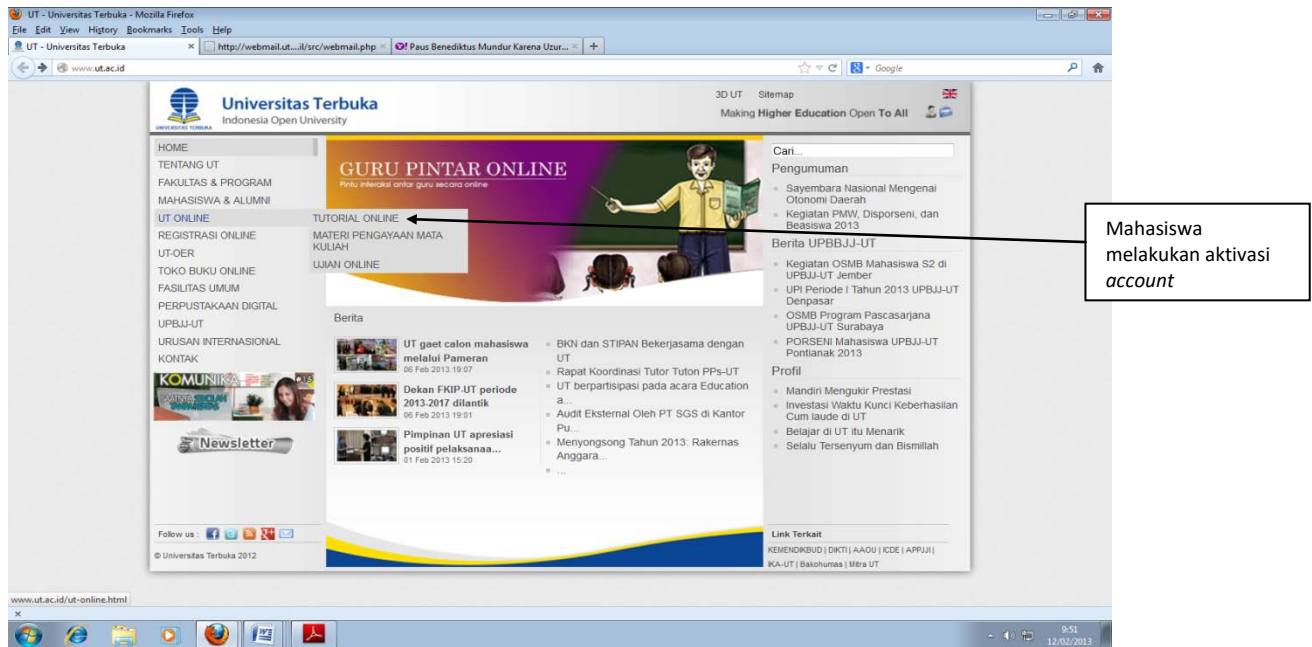 UT - Universitas Terbuka - Mozilla Firefox
File Edit View History Bookmarks Tools Help
UT - Universitas Terbuka
http://webmail.ut....il/src/webmail.php
Paus Benediktus Mundur Karena Uzur...
www.ut.ac.id
Google
Universitas Terbuka
Indonesia Open University
UNIVERSITAS TERBUKA
3D UT Sitemap
Making Higher Education Open To All
HOME
TENTANG UT
FAKULTAS & PROGRAM
MAHASISWA & ALUMNI
UT ONLINE
REGISTRASI ONLINE
UT-OER
TOKO BUKU ONLINE
FASILITAS UMUM
PERPUSTAKAAN DIGITAL
UPBJJ-UT
URUSAN INTERNASIONAL
KONTAK
TUTORIAL ONLINE
MATERI PENGAYAAN MATA
KULIAH
UJIAN ONLINE
GURU PINTAR ONLINE
Pintu interaksi antar guru secara online
KOMUNIKA
Newsletter
Follow us :
© Universitas Terbuka 2012
Berita
UT gaet calon mahasiswa
melalui Pameran
06 Feb 2013 19:07
Dekan FKIP-UT periode
2013-2017 dilantik
06 Feb 2013 19:01
Pimpinan UT apresiasi
positif pelaksanaa...
01 Feb 2013 15:20
BKN dan STIPAN Bekerjasama dengan
UT
Rapat Koordinasi Tutor Tuton PPs-UT
UT berpartisipasi pada acara Education
a...
Audit Eksternal Oleh PT SGS di Kantor
Pu...
Menyongsong Tahun 2013: Rakernas
Anggara...
...
Cari...
Pengumuman
Sayembara Nasional Mengenai
Otonomi Daerah
Kegiatan PMW, Disporseni, dan
Beasiswa 2013
Berita UPBBJJ-UT
Kegiatan OSMB Mahasiswa S2 di
UPBJJ-UT Jember
UPI Periode I Tahun 2013 UPBJJ-UT
Denpasar
OSMB Program Pascasarjana
UPBJJ-UT Surabaya
PORSENI Mahasiswa UPBJJ-UT
Pontianak 2013
Profil
Mandiri Mengukur Prestasi
Investasi Waktu Kunci Keberhasilan
Cum laude di UT
Belajar di UT itu Menarik
Selalu Tersenyum dan Bismillah
Link Terkait
KEMENDIKBUD | DIKTI | AAOU | ICDE | APPJJI |
IKA-UT | Bakohumas | Mitra UT
Mahasiswa
melakukan aktivasi
account
www.ut.ac.id/ut-online.html
9:51
12/02/2013